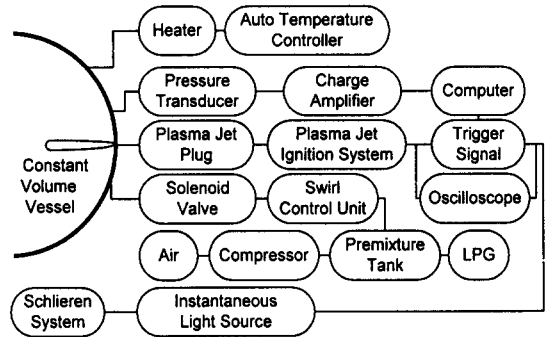 Heater
Auto Temperature
Controller
Pressure
Transducer
Charge
Amplifier
Computer
Plasma Jet
Plug
Plasma Jet
Ignition System
Trigger
Signal
Constant
Volume
Vessel
Solenoid
Valve
Swirl
Control Unit
Oscilloscope
Air
Compressor
Premixture
Tank
LPG
Schlieren
System
Instantaneous
Light Source